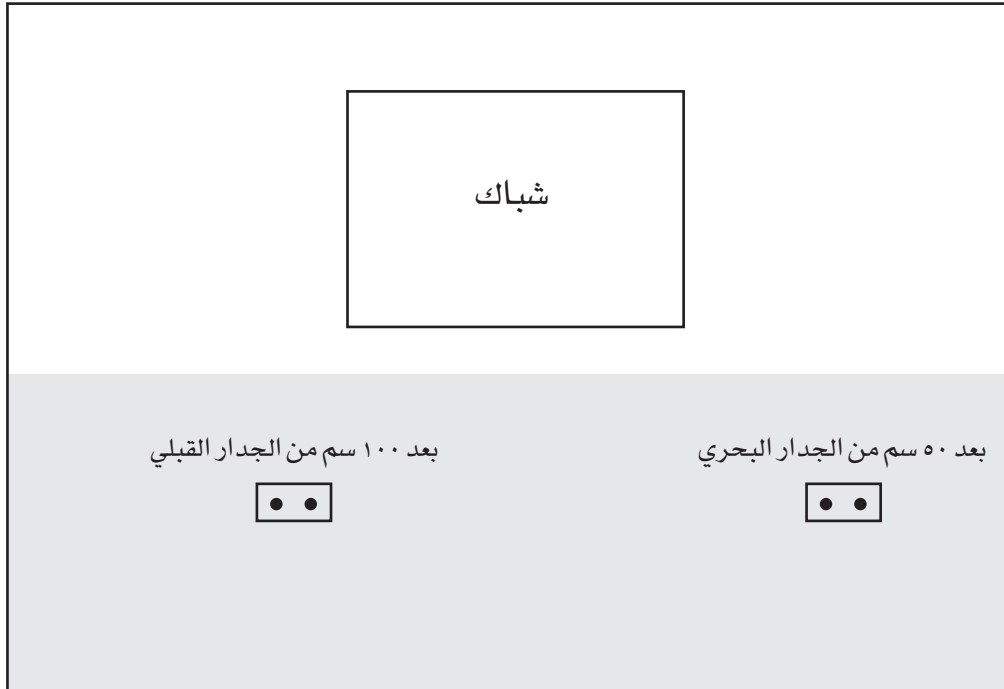 شباك
بعد ٥٠ سم من الجدار البحري
بعد ١٠٠ سم من الجدار القبلي